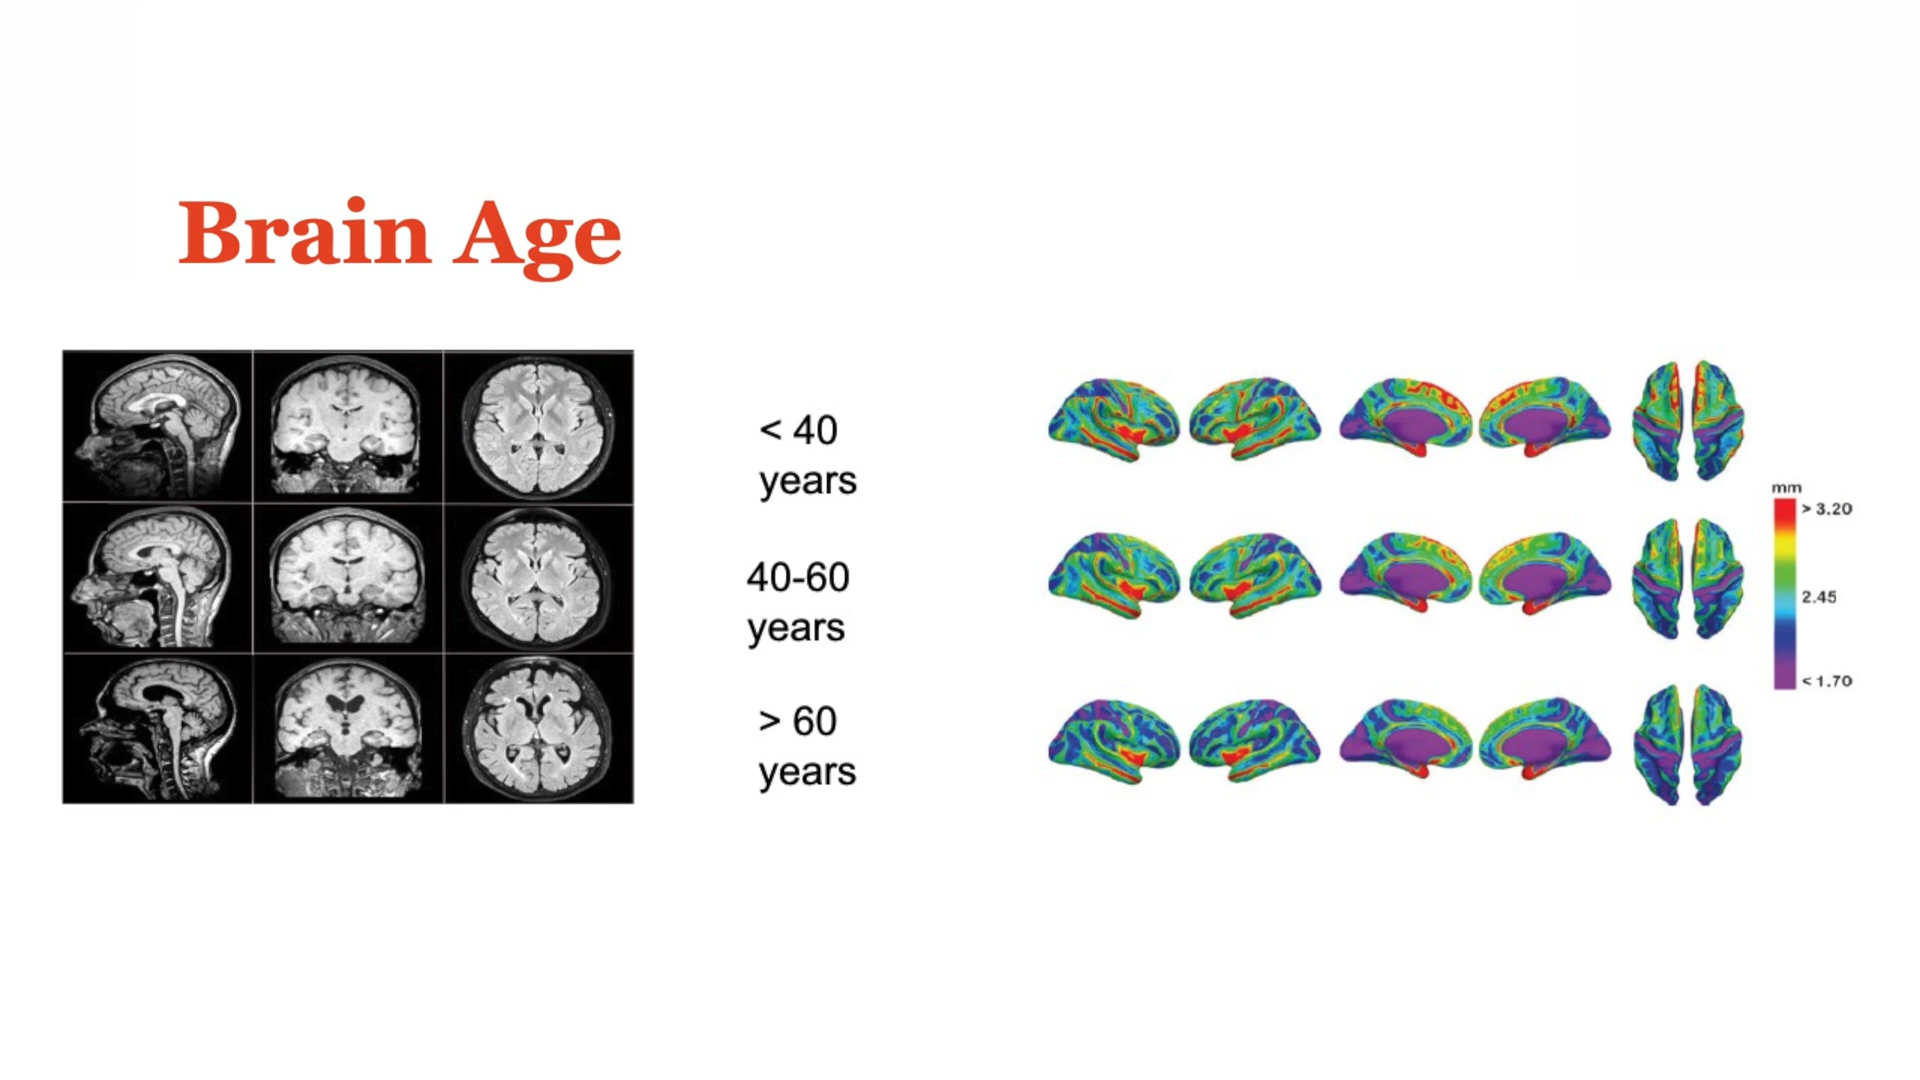 Brain Age
< 40
years
40-60
years
> 60
years
mm
> 3.20
2.45
< 1.70